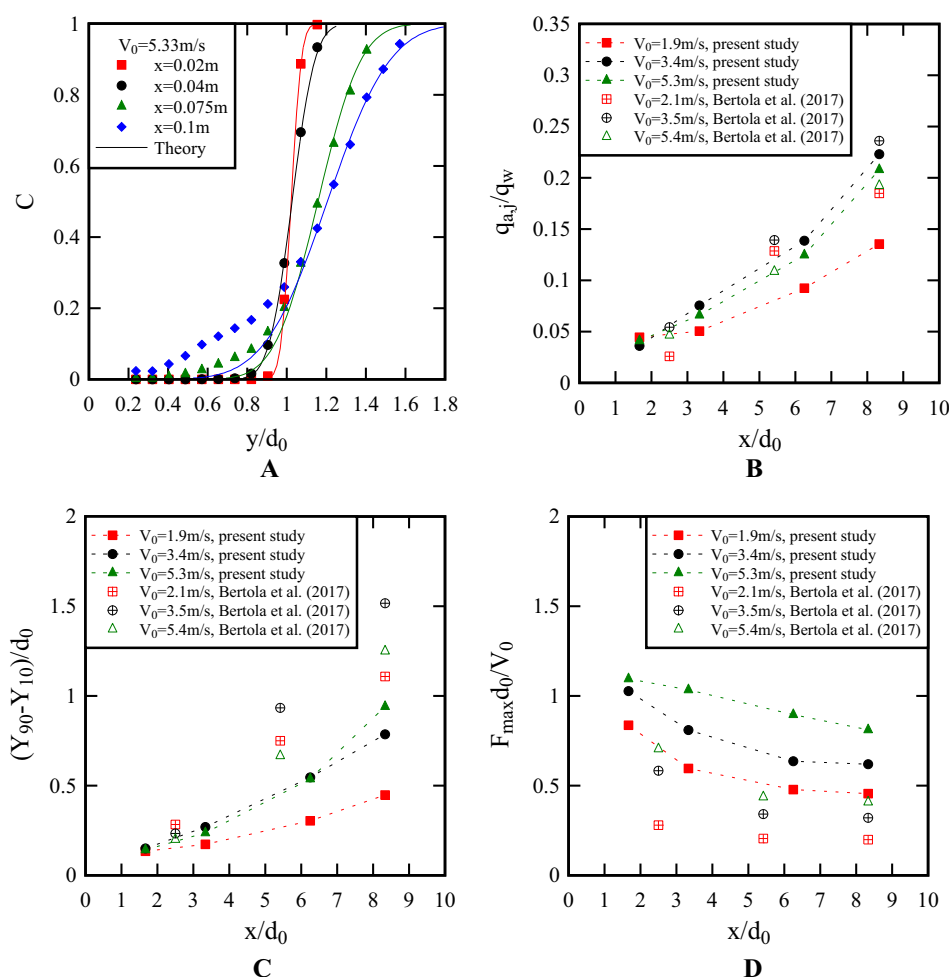 1
0.8
0.6
0.4
0.2
0
C
V0=5.33m/s
x=0.02m
x=0.04m
x=0.075m
x=0.1m
Theory
0 0.2 0.4 0.6 0.8 1 1.2 1.4 1.6 1.8
y/d0
A
0.35
0.3
0.25
0.2
0.15
0.1
0.05
0
qa,j/qw
V0=1.9m/s, present study
V0=3.4m/s, present study
V0=5.3m/s, present study
V0=2.1m/s, Bertola et al. (2017)
V0=3.5m/s, Bertola et al. (2017)
V0=5.4m/s, Bertola et al. (2017)
0 1 2 3 4 5 6 7 8 9 10
x/d0
B
2
1.5
1
0.5
0
(Y90-Y10)/d0
V0=1.9m/s, present study
V0=3.4m/s, present study
V0=5.3m/s, present study
V0=2.1m/s, Bertola et al. (2017)
V0=3.5m/s, Bertola et al. (2017)
V0=5.4m/s, Bertola et al. (2017)
0 1 2 3 4 5 6 7 8 9 10
x/d0
C
2
1.5
1
0.5
0
Fmaxd0/V0
V0=1.9m/s, present study
V0=3.4m/s, present study
V0=5.3m/s, present study
V0=2.1m/s, Bertola et al. (2017)
V0=3.5m/s, Bertola et al. (2017)
V0=5.4m/s, Bertola et al. (2017)
0 1 2 3 4 5 6 7 8 9 10
x/d0
D